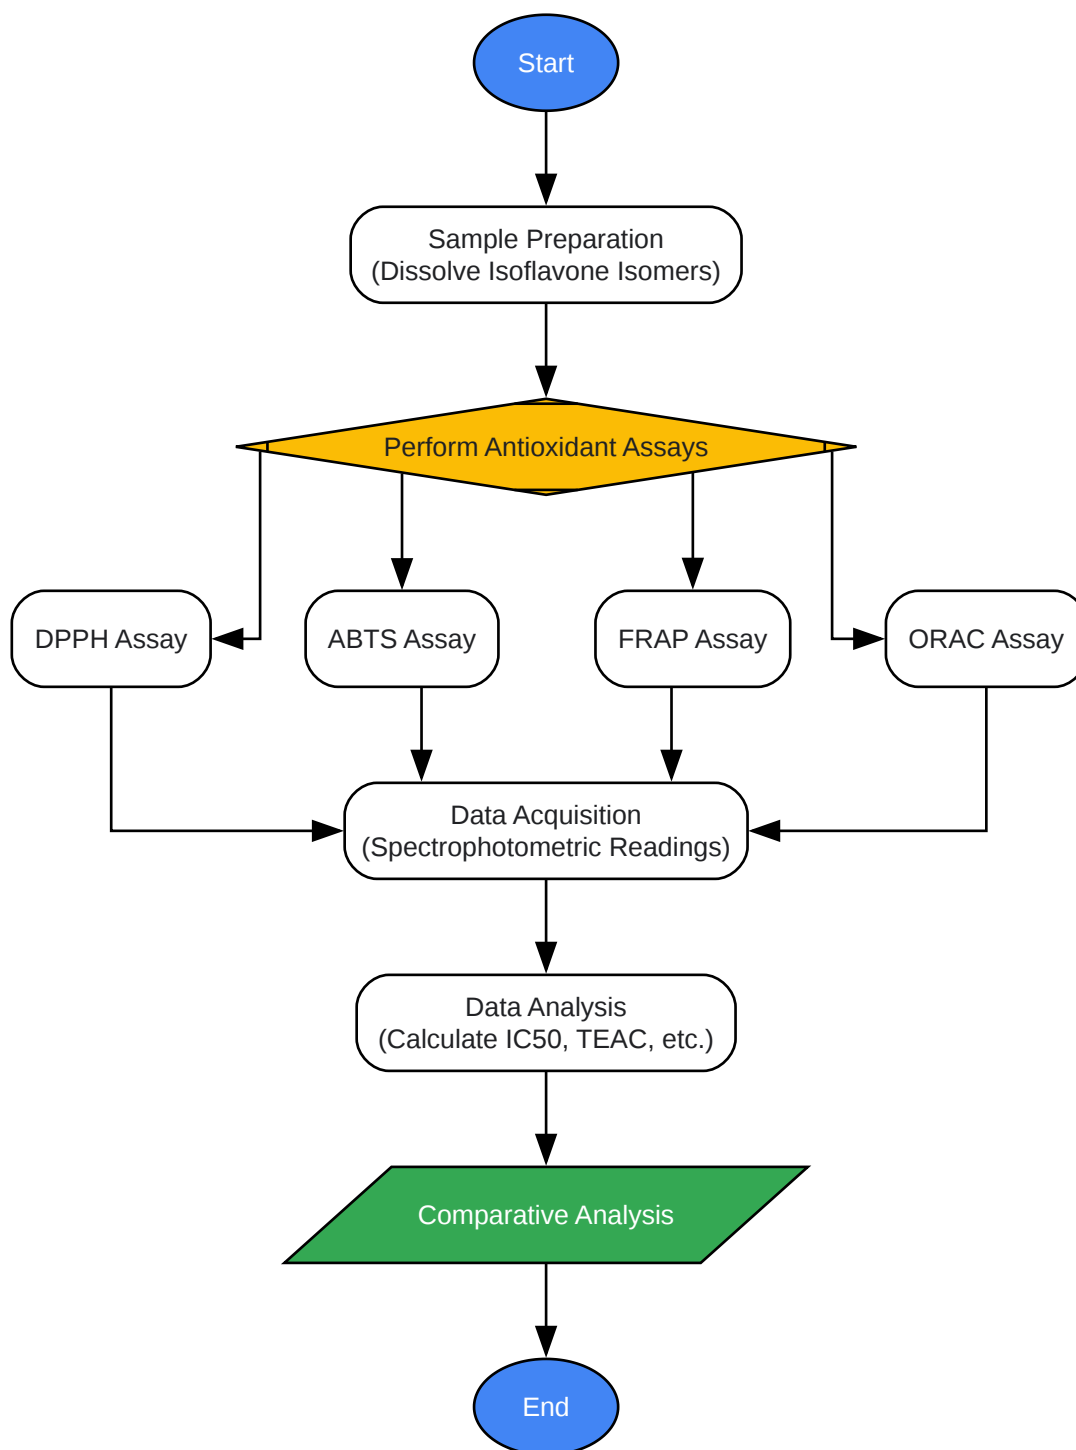 Start
Sample Preparation
(Dissolve Isoflavone Isomers)
Perform Antioxidant Assays
DPPH Assay
ABTS Assay
FRAP Assay
ORAC Assay
Data Acquisition
(Spectrophotometric Readings)
Data Analysis
(Calculate IC50, TEAC, etc.)
Comparative Analysis
End